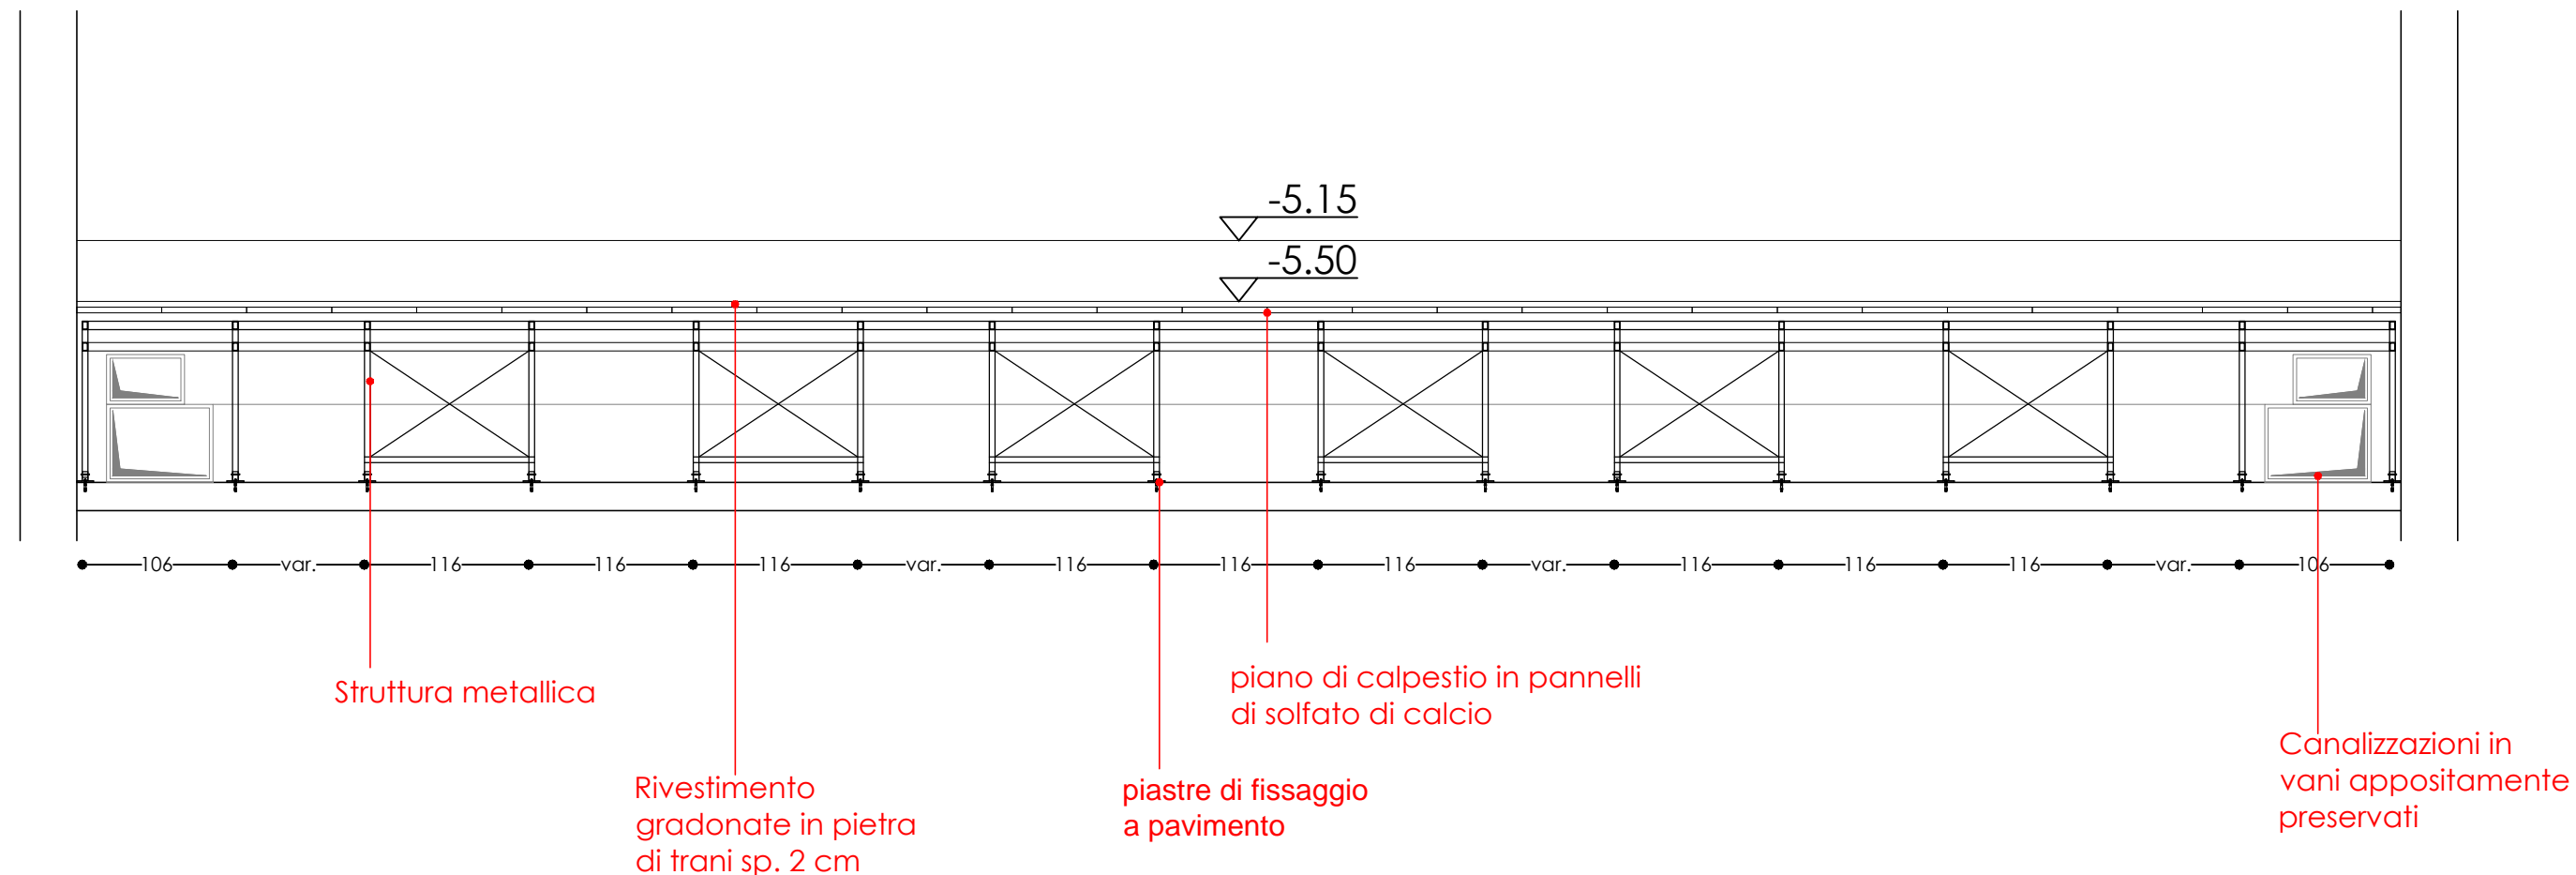 -5.15
-5.50
106 var. 116 116 116 var. 116 116 116 var. 116 116 116 var. 106
Struttura metallica
Rivestimento
gradonate in pietra
di trani sp. 2 cm
piastre di fissaggio
a pavimento
piano di calpestio in pannelli
di solfato di calcio
Canalizzazioni in
vani appositamente
preservati